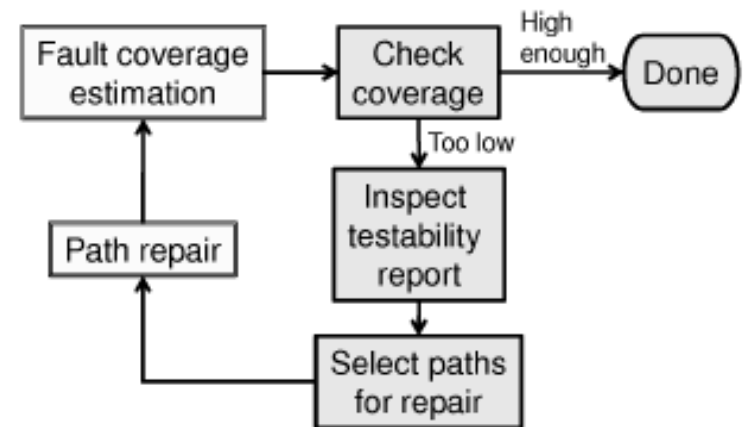 Fault coverage
estimation
Check
coverage
High
enough
Done
Too low
Inspect
testability
report
Path repair
Select paths
for repair